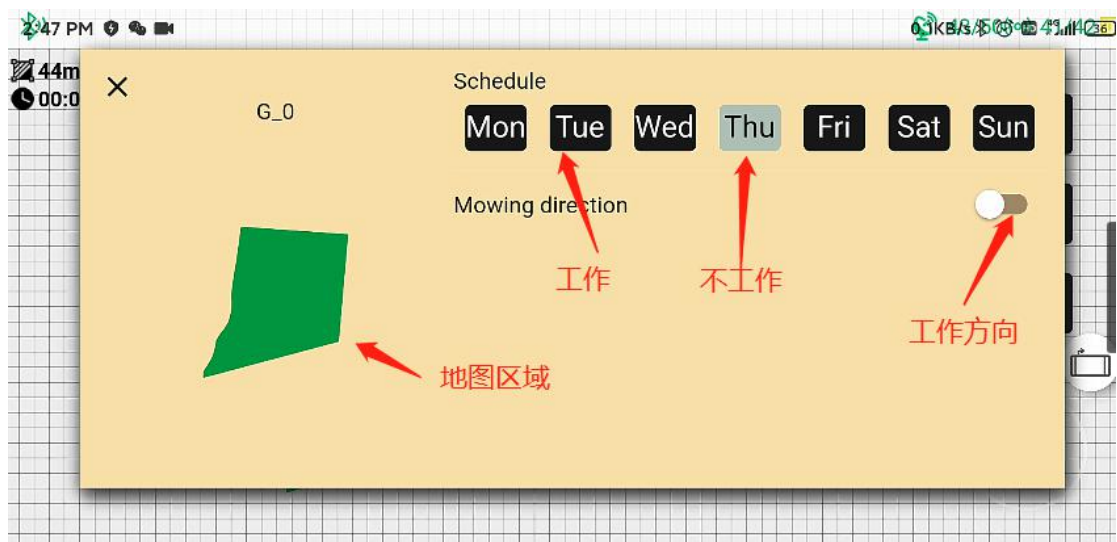 2:47 PM
44m
00:0
G_0
Schedule
Mon Tue Wed Thu Fri Sat Sun
Mowing direction
工作
不工作
工作方向
地图区域